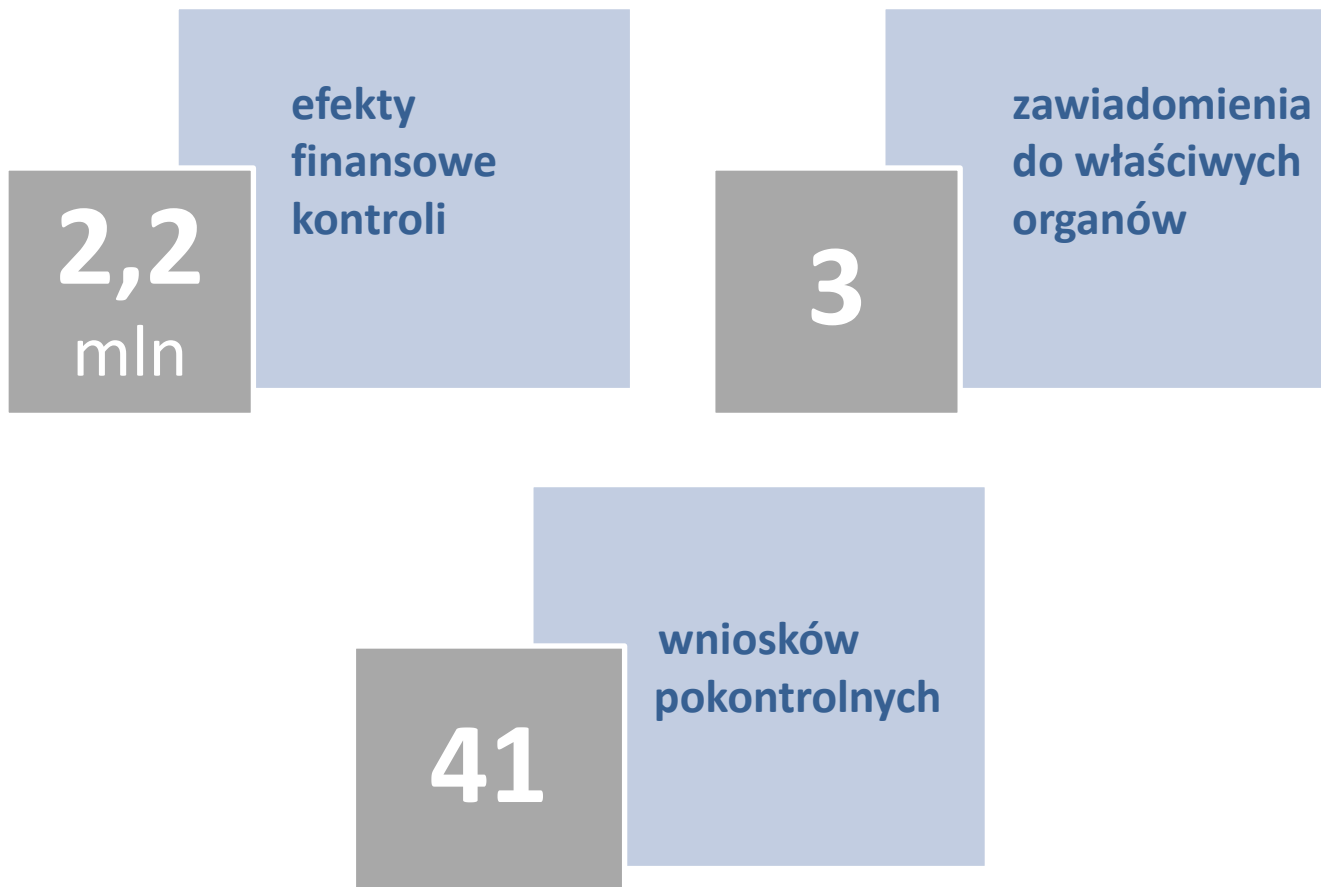 2,2
mln
efekty
finansowe
kontroli
3
zawiadomienia
do właściwych
organów
41
wniosków
pokontrolnych